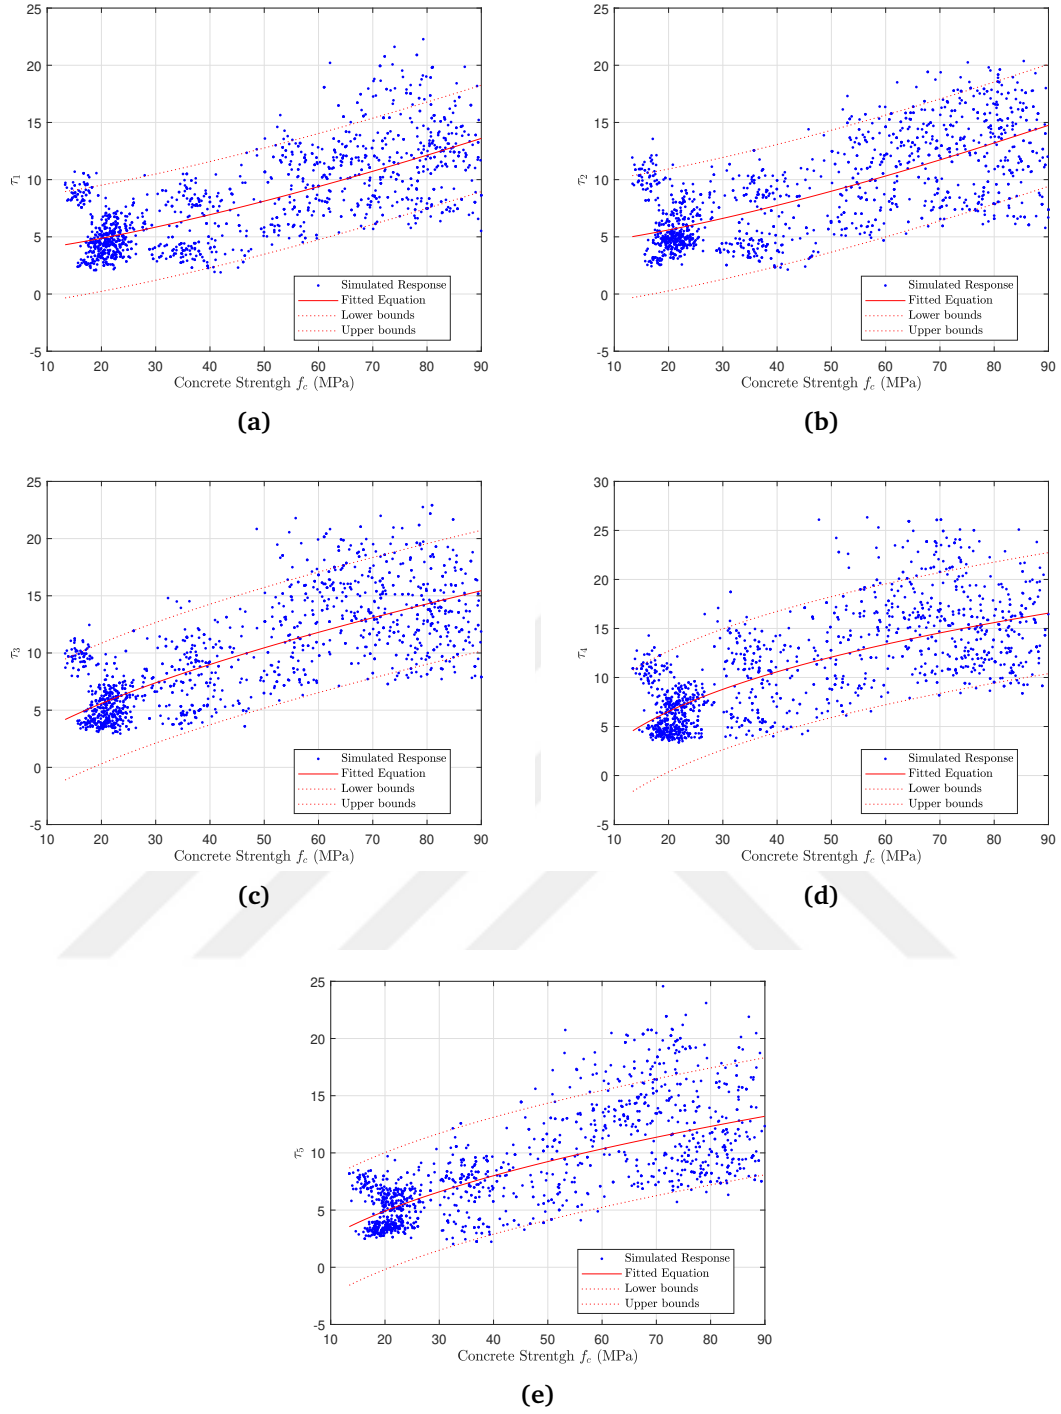 25
20
15
10
5
0
-5
τ1
10 20 30 40 50 60 70 80 90
Concrete Strentgh fc (MPa)
Simulated Response
Fitted Equation
Lower bounds
Upper bounds
(a)
25
20
15
10
5
0
-5
τ2
10 20 30 40 50 60 70 80 90
Concrete Strentgh fc (MPa)
Simulated Response
Fitted Equation
Lower bounds
Upper bounds
(b)
25
20
15
10
5
0
-5
τ3
10 20 30 40 50 60 70 80 90
Concrete Strentgh fc (MPa)
Simulated Response
Fitted Equation
Lower bounds
Upper bounds
(c)
30
25
20
15
10
5
0
-5
τ4
10 20 30 40 50 60 70 80 90
Concrete Strentgh fc (MPa)
Simulated Response
Fitted Equation
Lower bounds
Upper bounds
(d)
25
20
15
10
5
0
-5
τ5
10 20 30 40 50 60 70 80 90
Concrete Strentgh fc (MPa)
Simulated Response
Fitted Equation
Lower bounds
Upper bounds
(e)